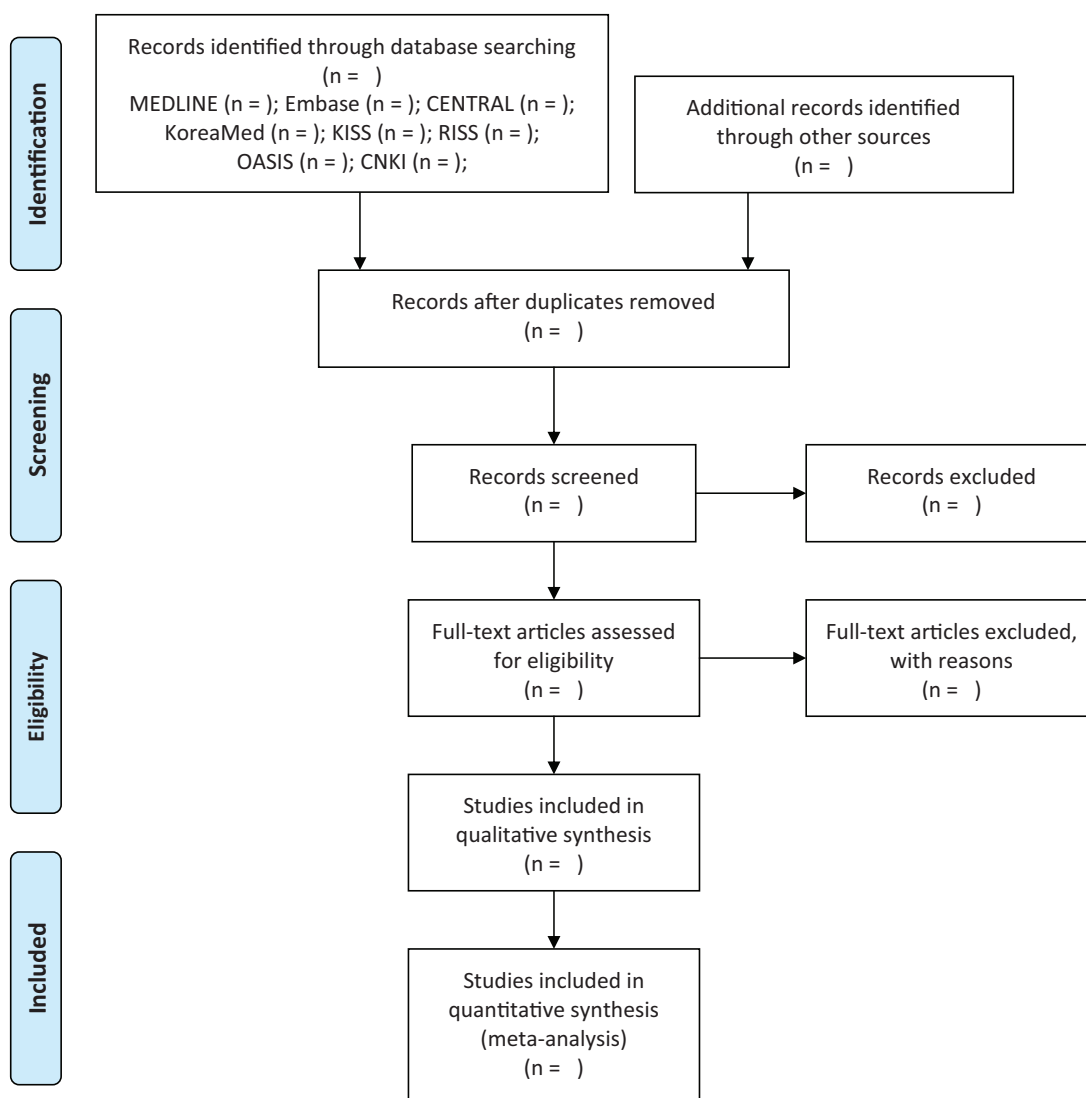 Identification
Records identified through database searching
(n =   )
MEDLINE (n = ); Embase (n = ); CENTRAL (n = );
KoreaMed (n = ); KISS (n = ); RISS (n = );
OASIS (n = ); CNKI (n = );
Additional records identified
through other sources
(n =   )
Screening
Records after duplicates removed
(n =   )
Records screened
(n =   )
Records excluded
(n =   )
Eligibility
Full-text articles assessed
for eligibility
(n =   )
Full-text articles excluded,
with reasons
(n =   )
Studies included in
qualitative synthesis
(n =   )
Included
Studies included in
quantitative synthesis
(meta-analysis)
(n =   )